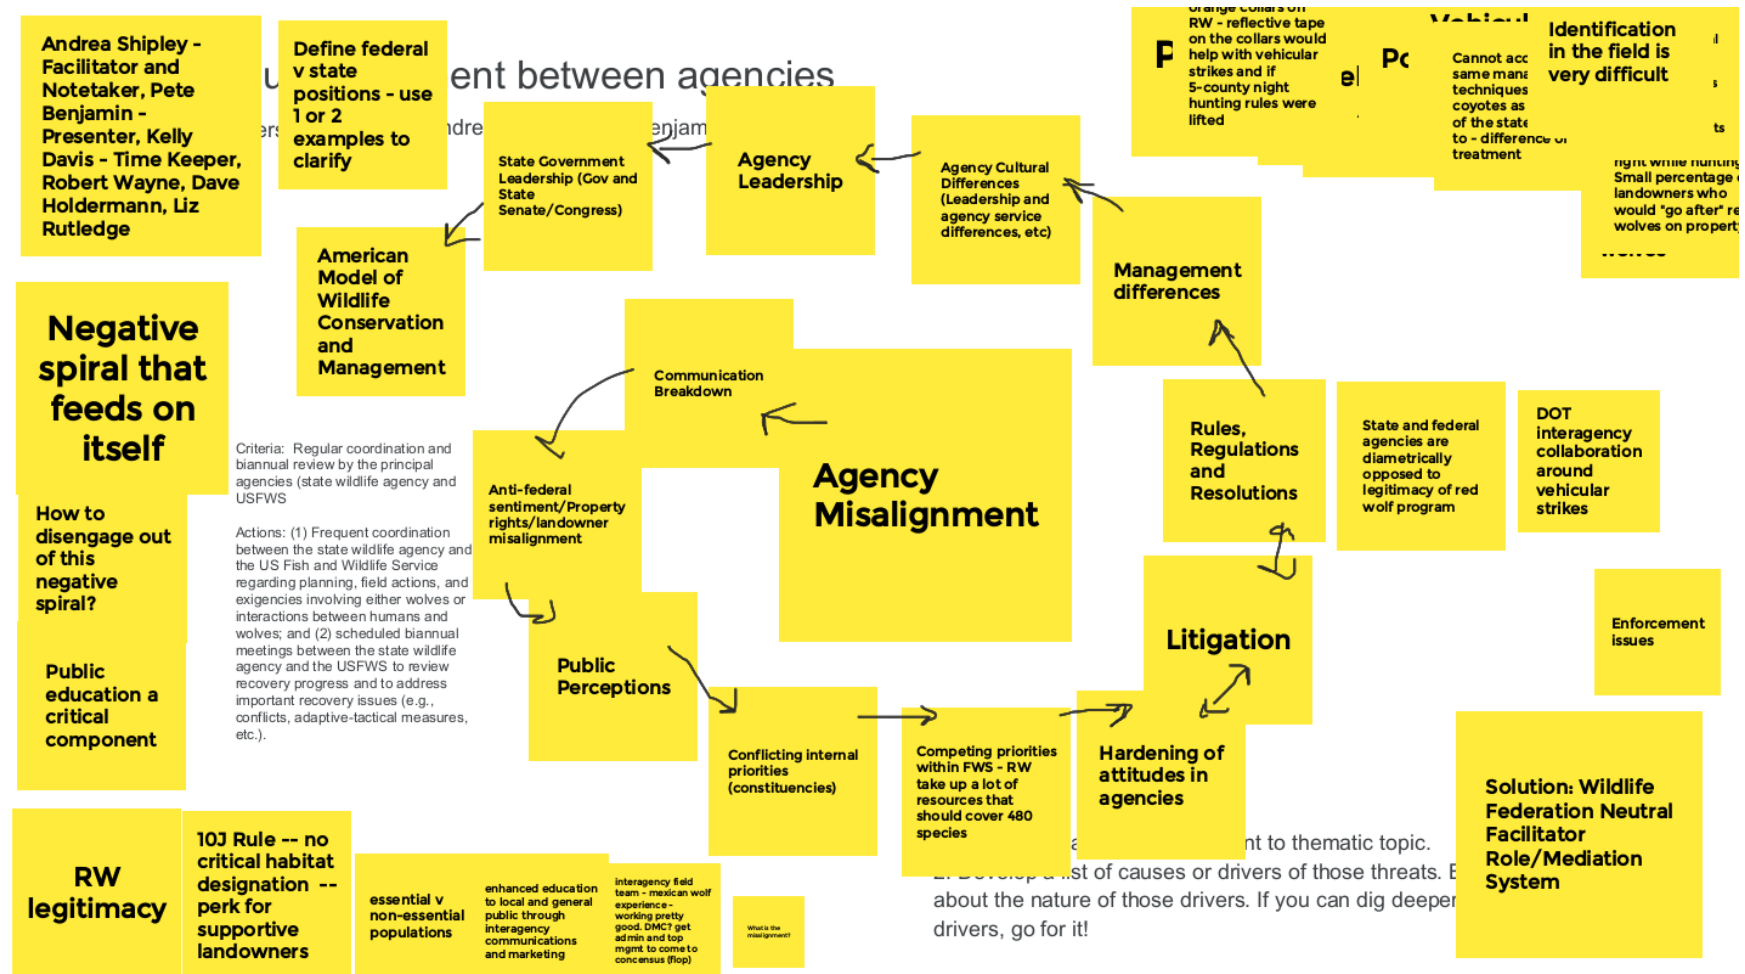 Andrea Shipley -
Facilitator and
Notetaker, Pete
Benjamin -
Presenter, Kelly
Davis - Time Keeper,
Robert Wayne, Dave
Holdermann, Liz
Rutledge
Define federal
v state
positions - use
1 or 2
examples to
clarify
between agencies
State Government
Leadership (Gov and
State
Senate/Congress)
Agency
Leadership
Agency Cultural
Differences
(Leadership and
agency service
differences, etc)
Management
differences
orange collars on
RW - reflective tape
on the collars would
help with vehicular
strikes and if
5-county night
hunting rules were
lifted
Cannot
same
techniques
coyotes as
of the state
to - difference of
treatment
Identification
in the field is
very difficult
right while hunting
Small percentage
landowners who
would "go after"
wolves on property
wolves
American
Model of
Wildlife
Conservation
and
Management
Negative
spiral that
feeds on
itself
How to
disengage out
of this
negative
spiral?
Public
education a
critical
component
Criteria: Regular coordination and
biannual review by the principal
agencies (state wildlife agency and
USFWS
Actions: (1) Frequent coordination
between the state wildlife agency and
the US Fish and Wildlife Service
regarding planning, field actions, and
exigencies involving either wolves or
interactions between humans and
wolves; and (2) scheduled biannual
meetings between the state wildlife
agency and the USFWS to review
recovery progress and to address
important recovery issues (e.g.,
conflicts, adaptive-tactical measures,
etc.).
Communication
Breakdown
Agency
Misalignment
Anti-federal
sentiment/Property
rights/landowner
misalignment
Public
Perceptions
Conflicting internal
priorities
(constituencies)
Competing priorities
within FWS - RW
take up a lot of
resources that
should cover 480
species
Hardening of
attitudes in
agencies
Litigation
Rules,
Regulations
and
Resolutions
State and federal
agencies are
diametrically
opposed to
legitimacy of red
wolf program
DOT
interagency
collaboration
around
vehicular
strikes
Enforcement
issues
Solution: Wildlife
Federation Neutral
Facilitator
Role/Mediation
System
RW
legitimacy
10J Rule -- no
critical habitat
designation --
perk for
supportive
landowners
essential v
non-essential
populations
enhanced education
to local and general
public through
interagency
communications
and marketing
interagency field
team - mexican wolf
experience -
working pretty
good. DMC? get
admin and top
mgmt to come to
concensus (flop)
What is the
misalignment?
to thematic topic.
2. Develop a list of causes or drivers of those threats.
about the nature of those drivers. If you can dig deeper
drivers, go for it!